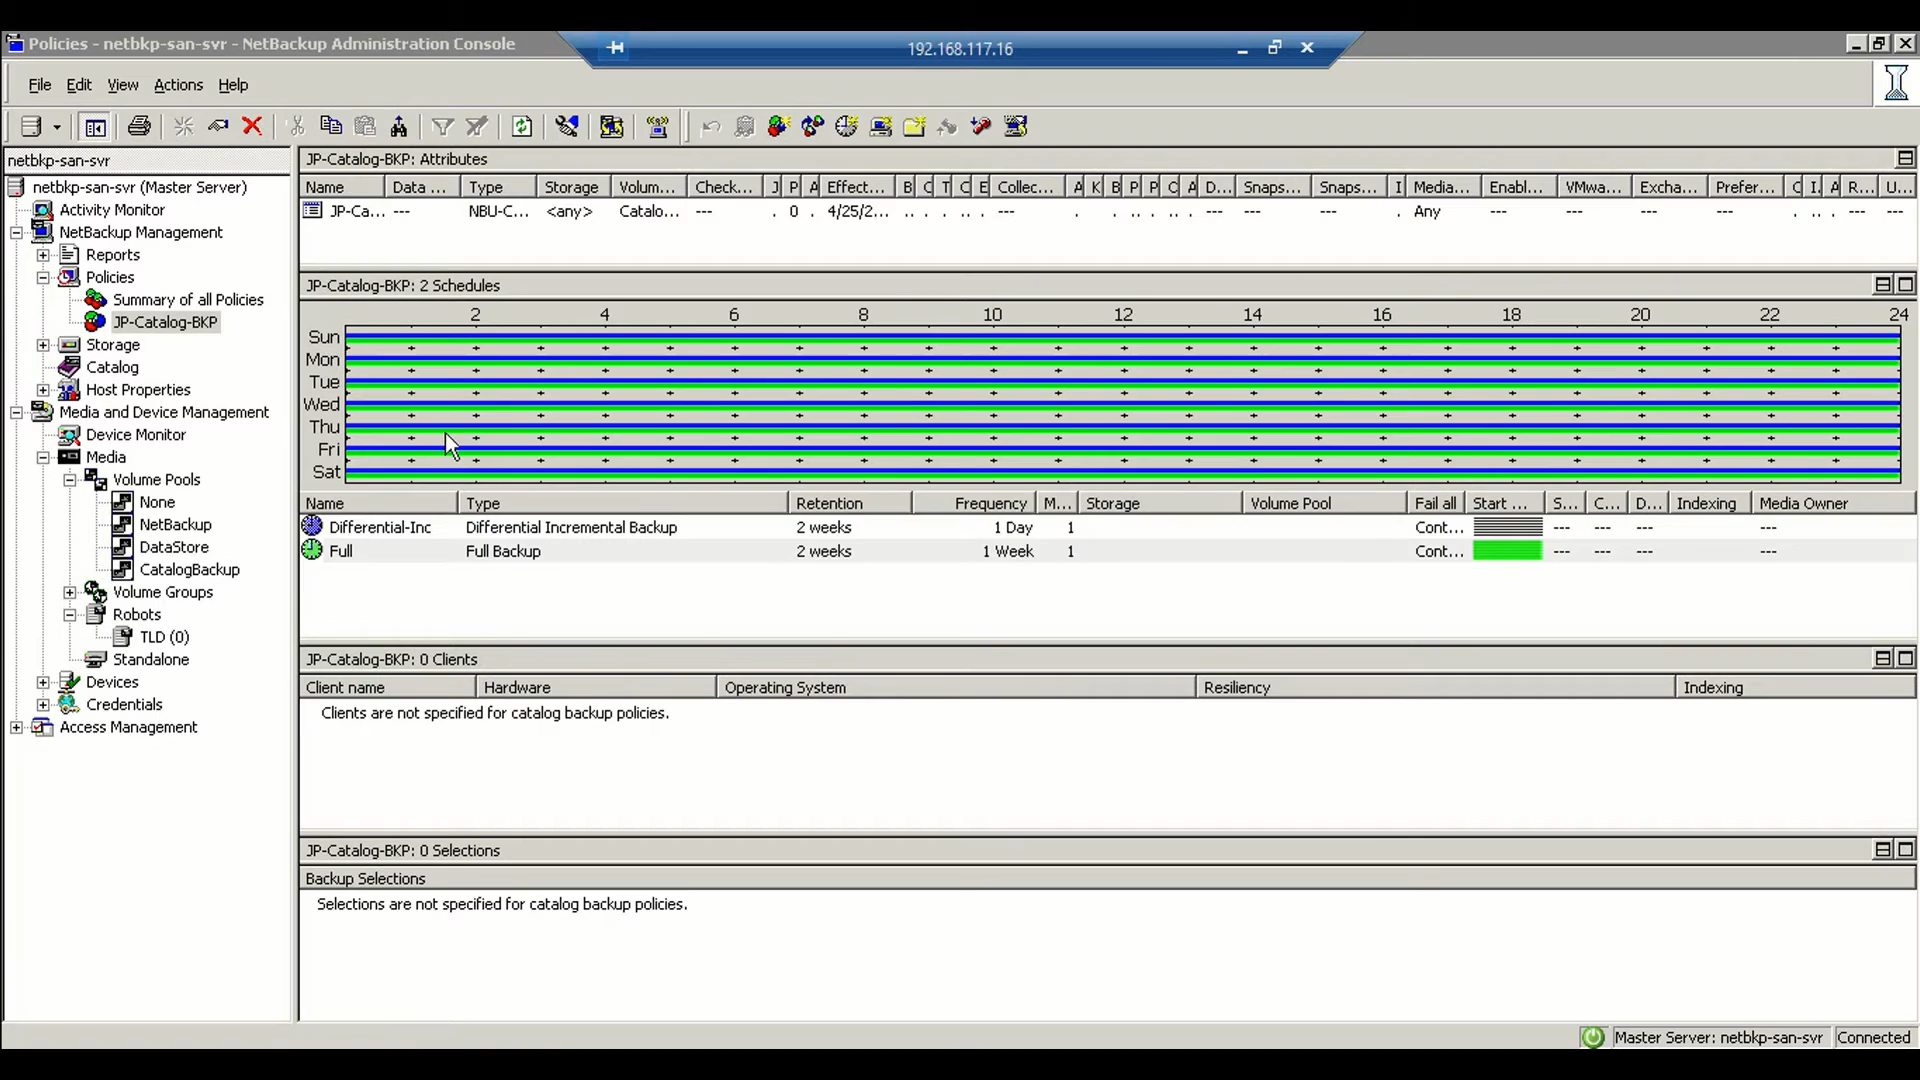 Policies - netbkp-san-svr - NetBackup Administration Console
192.168.117.16
File Edit View Actions Help
netbkp-san-svr
netbkp-san-svr (Master Server)
Activity Monitor
NetBackup Management
Reports
Policies
Summary of all Policies
JP-Catalog-BKP
Storage
Catalog
Host Properties
Media and Device Management
Device Monitor
Media
Volume Pools
None
NetBackup
DataStore
CatalogBackup
Volume Groups
Robots
TLD (0)
Standalone
Devices
Credentials
Access Management
JP-Catalog-BKP: Attributes
Name Data ... Type Storage Volum... Check... J P A Effect... B C T C E Collec... A K B P P C A D... Snaps... Snaps... I Media... Enabl... VMwa... Excha... Prefer... C I. A R... U...
JP-Ca... --- NBU-C... <any> Catalo... --- . 0 . 4/25/2... .. . .. . .. --- . . .. . .. --- --- --- Any --- --- --- --- . .. . --- ---
JP-Catalog-BKP: 2 Schedules
2 4 6 8 10 12 14 16 18 20 22 24
Sun
Mon
Tue
Wed
Thu
Fri
Sat
Name Type Retention Frequency M... Storage Volume Pool Fail all Start ... S... C... D... Indexing Media Owner
Differential-Inc Differential Incremental Backup 2 weeks 1 Day 1 Cont... --- --- --- ---
Full Full Backup 2 weeks 1 Week 1 Cont... --- --- --- ---
JP-Catalog-BKP: 0 Clients
Client name Hardware Operating System Resiliency Indexing
Clients are not specified for catalog backup policies.
JP-Catalog-BKP: 0 Selections
Backup Selections
Selections are not specified for catalog backup policies.
Master Server: netbkp-san-svr Connected